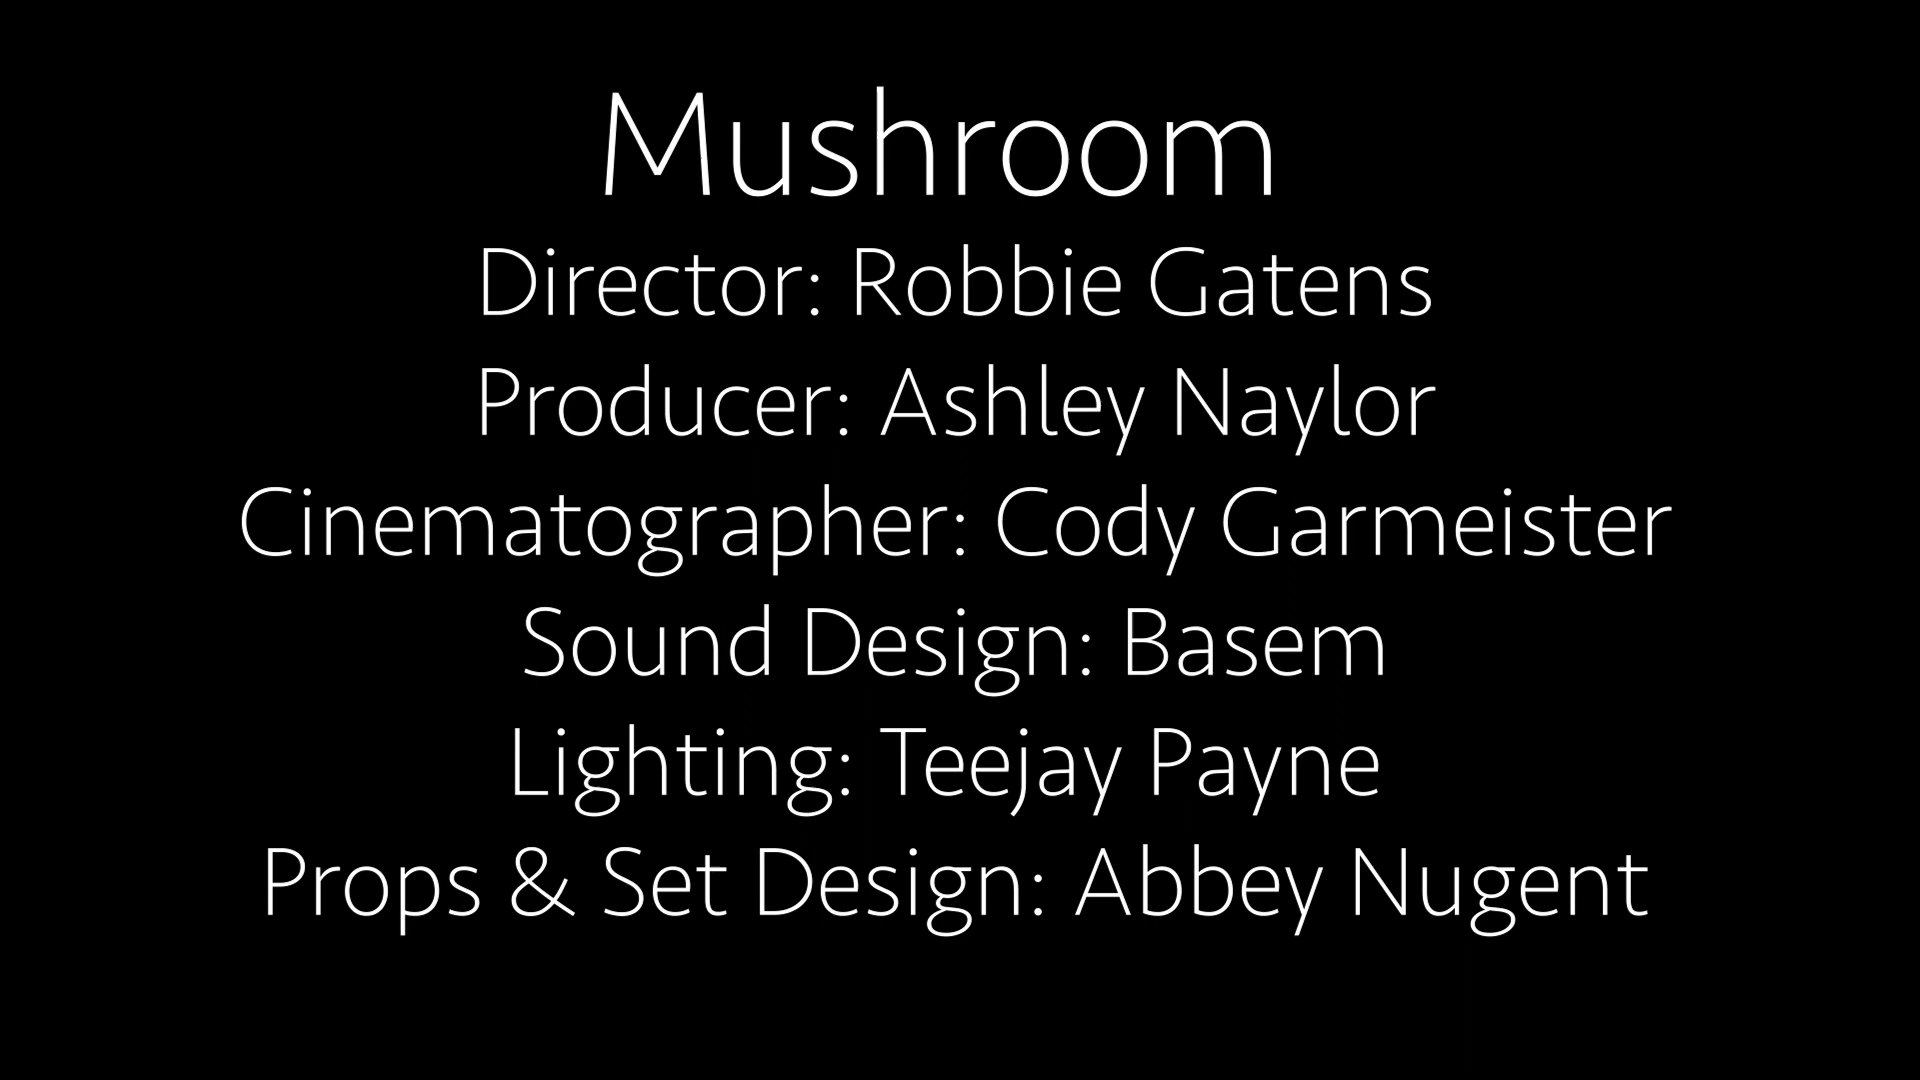 Mushroom
Director: Robbie Gatens
Producer: Ashley Naylor
Cinematographer: Cody Garmeister
Sound Design: Basem
Lighting: Teejay Payne
Props & Set Design: Abbey Nugent